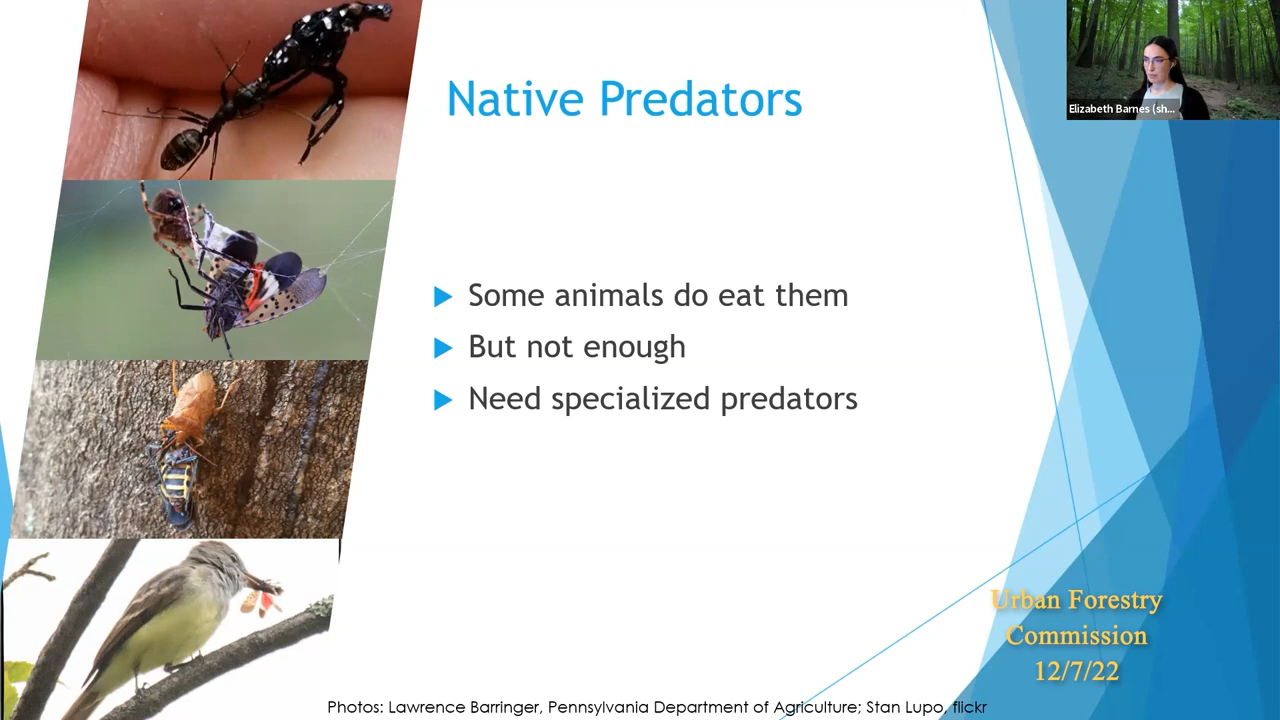 Native Predators
Elizabeth Barnes (sh...
Some animals do eat them
But not enough
Need specialized predators
Urban Forestry
Commission
12/7/22
Photos: Lawrence Barringer, Pennsylvania Department of Agriculture; Stan Lupo, flickr